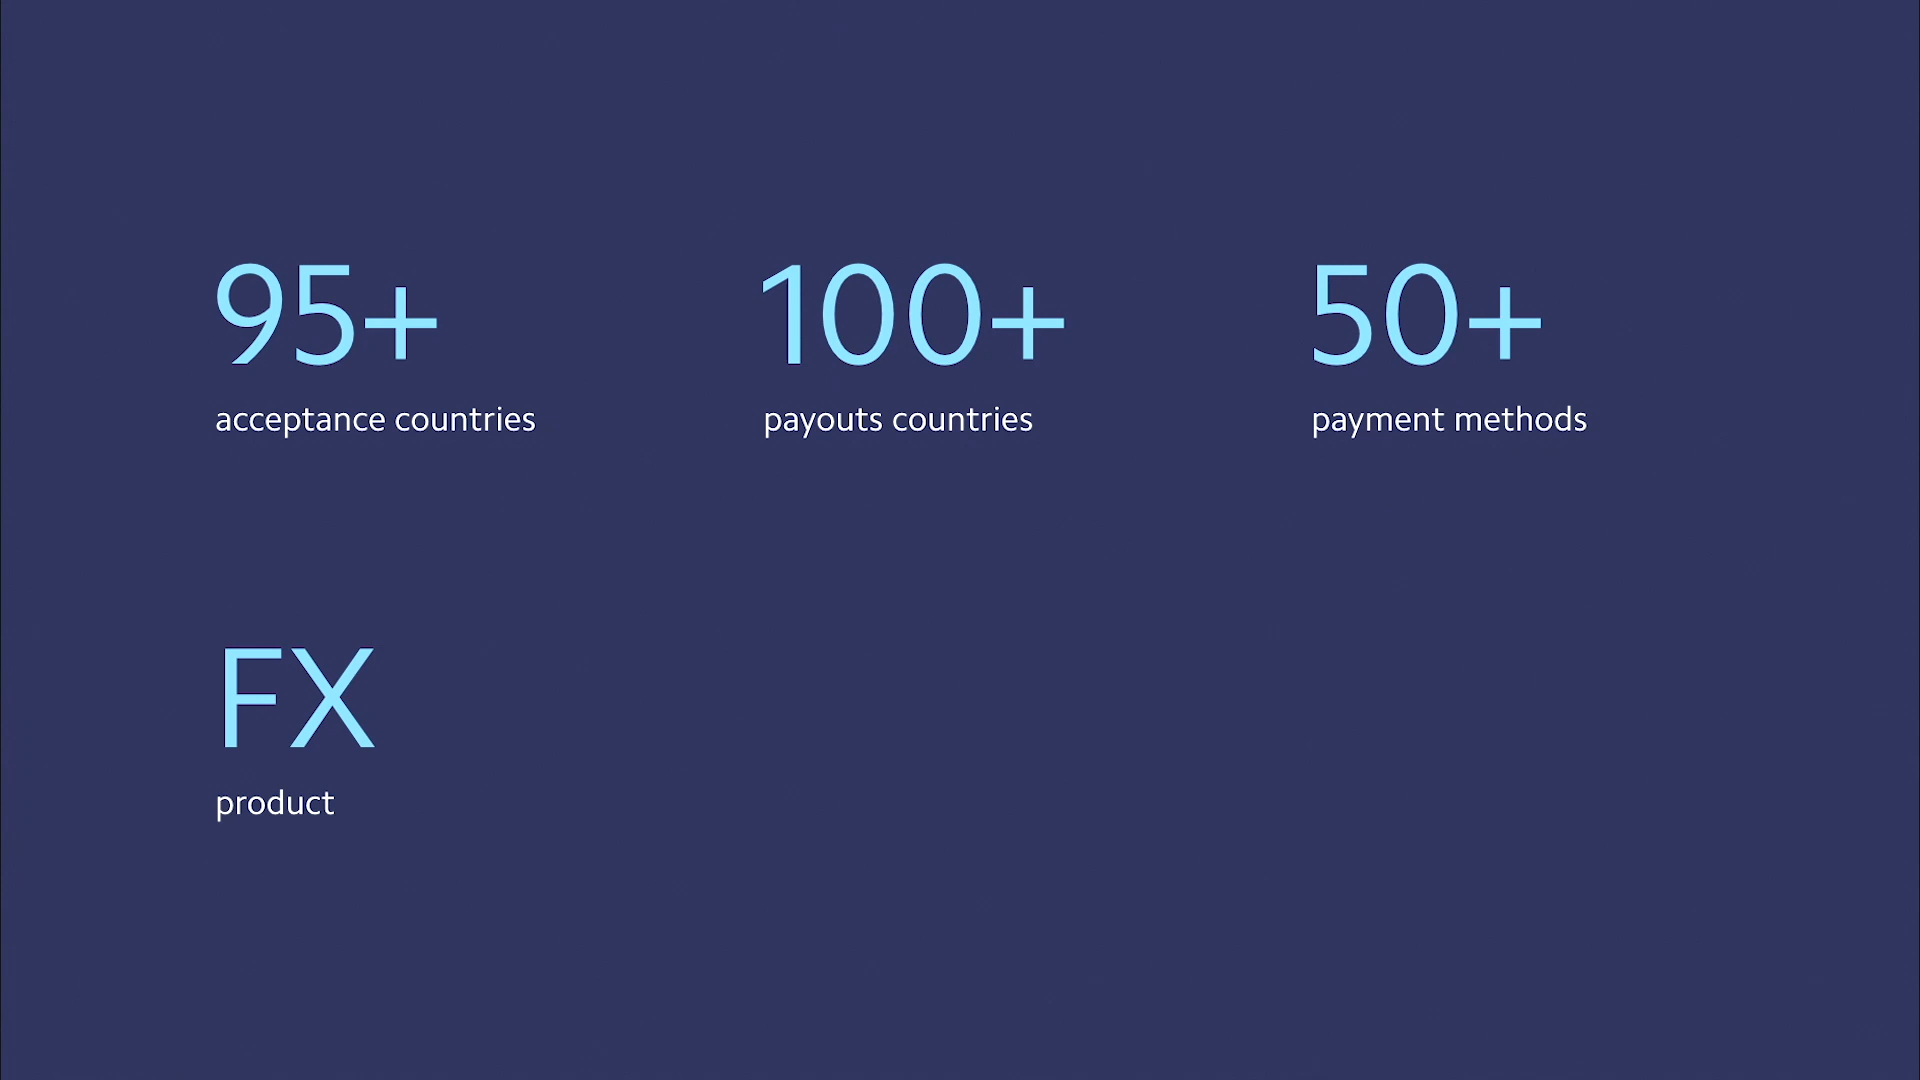 95+
acceptance countries
100+
payouts countries
50+
payment methods
FX
product